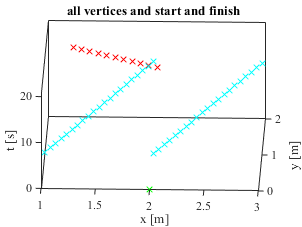 all vertices and start and finish
20
10
0
t [s]
2
1
0
y [m]
1
1.5
2
2.5
3
x [m]